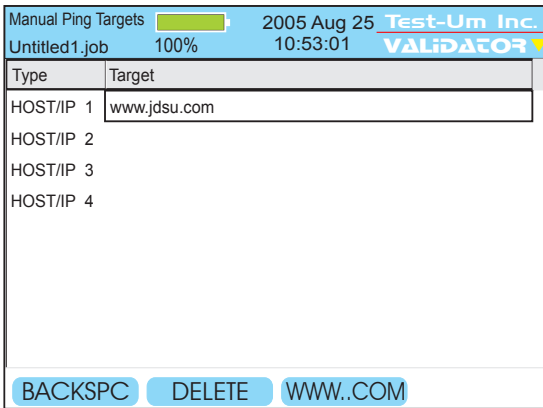 Manual Ping Targets 2005 Aug 25 Test-Um Inc.
Untitled1.job 100% 10:53:01 VALiDATOR
Type Target
HOST/IP 1 www.jdsu.com
HOST/IP 2
HOST/IP 3
HOST/IP 4
BACKSPC DELETE WWW..COM